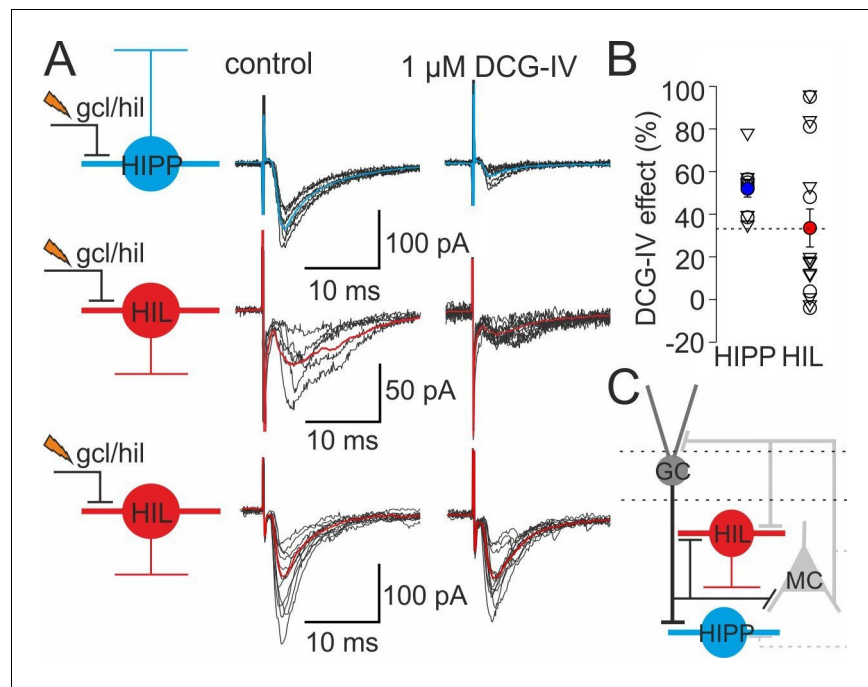 A
control
1 µM DCG-IV
gcl/hil
HIPP
100 pA
10 ms
gcl/hil
HIL
50 pA
10 ms
gcl/hil
HIL
100 pA
10 ms
B
DCG-IV effect (%)
100
80
60
40
20
0
-20
HIPP HIL
C
GC
HIL
MC
HIPP